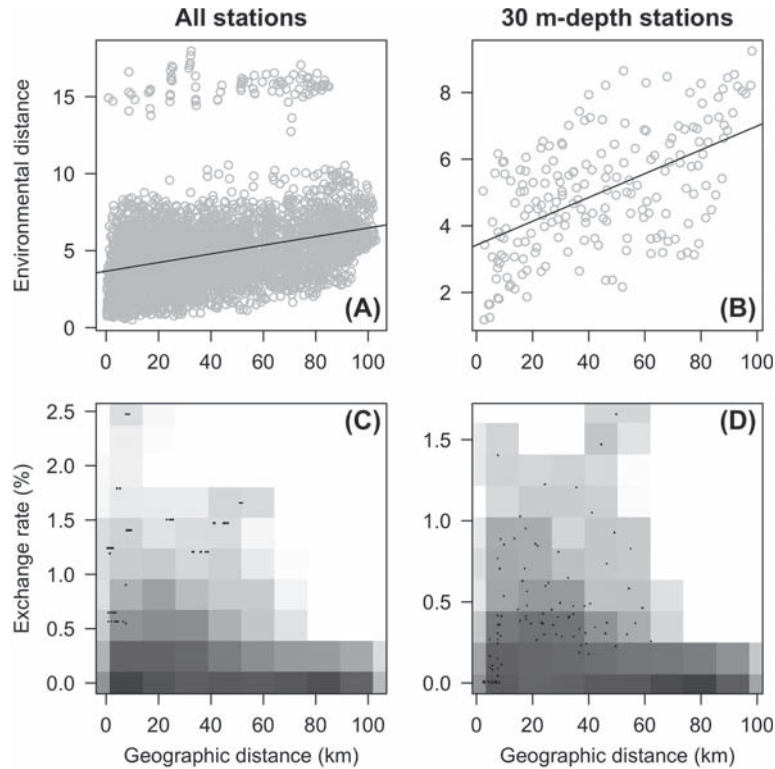 All stations
30 m-depth stations
Environmental distance
15
10
5
0
(A)
0 20 40 60 80 100
8
6
4
2
(B)
0 20 40 60 80 100
Exchange rate (%)
2.5
2.0
1.5
1.0
0.5
0.0
(C)
0 20 40 60 80 100
Geographic distance (km)
1.5
1.0
0.5
0.0
(D)
0 20 40 60 80 100
Geographic distance (km)